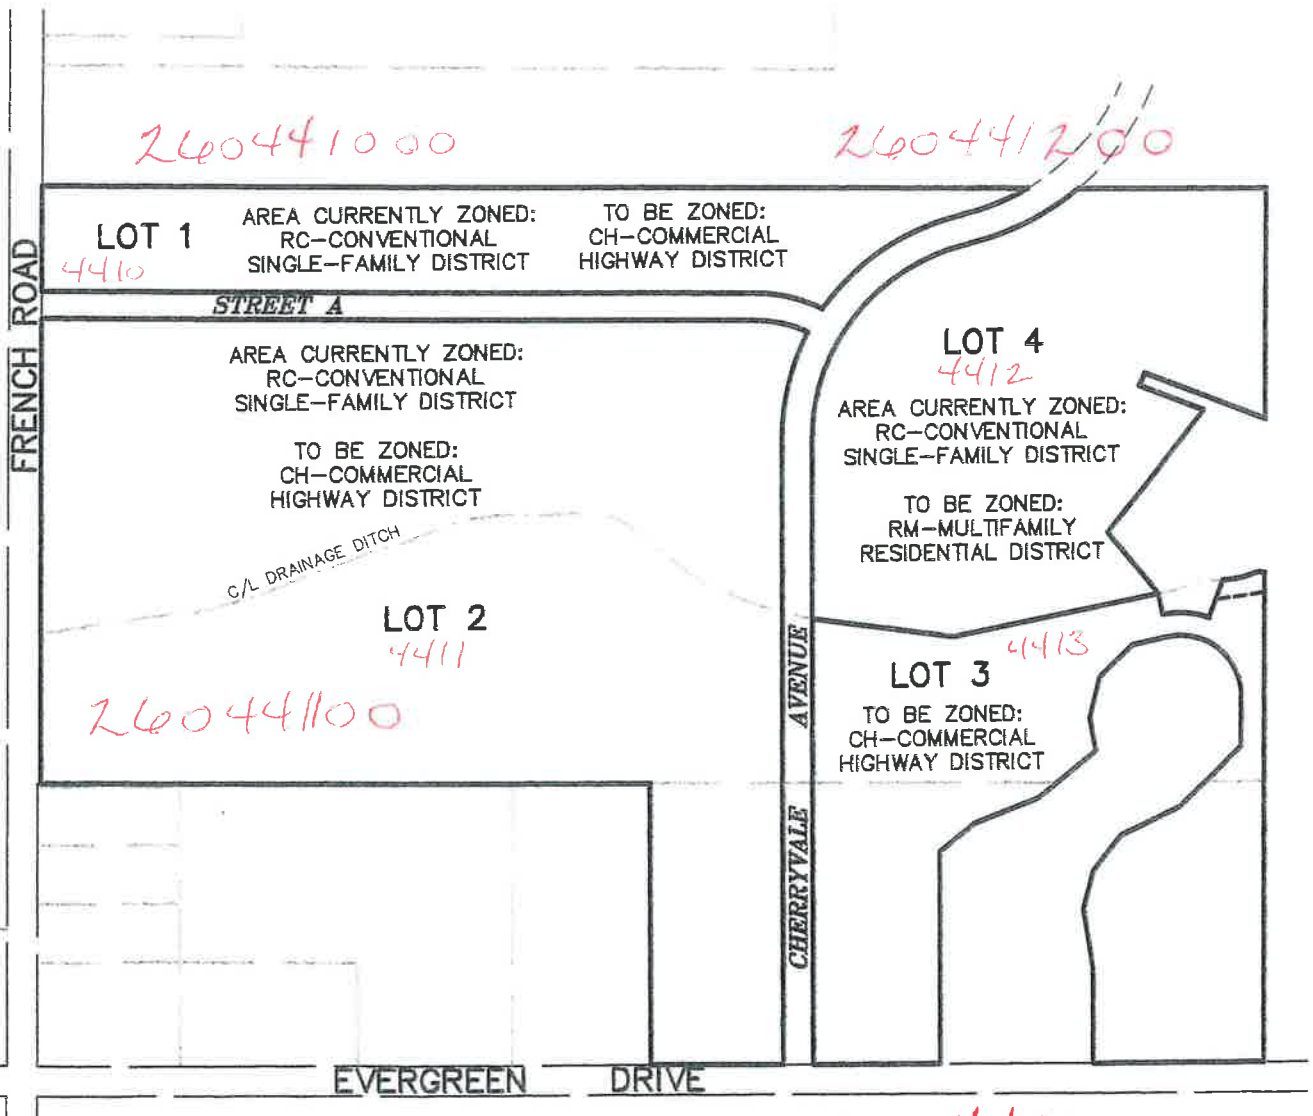 260441000
260441200
LOT 1
4410
AREA CURRENTLY ZONED:
RC-CONVENTIONAL
SINGLE-FAMILY DISTRICT
TO BE ZONED:
CH-COMMERCIAL
HIGHWAY DISTRICT
STREET A
FRENCH ROAD
AREA CURRENTLY ZONED:
RC-CONVENTIONAL
SINGLE-FAMILY DISTRICT
TO BE ZONED:
CH-COMMERCIAL
HIGHWAY DISTRICT
LOT 4
4412
AREA CURRENTLY ZONED:
RC-CONVENTIONAL
SINGLE-FAMILY DISTRICT
TO BE ZONED:
RM-MULTIFAMILY
RESIDENTIAL DISTRICT
C/L DRAINAGE DITCH
LOT 2
4411
260441100
4413
LOT 3
TO BE ZONED:
CH-COMMERCIAL
HIGHWAY DISTRICT
CHERRYVALE AVENUE
EVERGREEN DRIVE